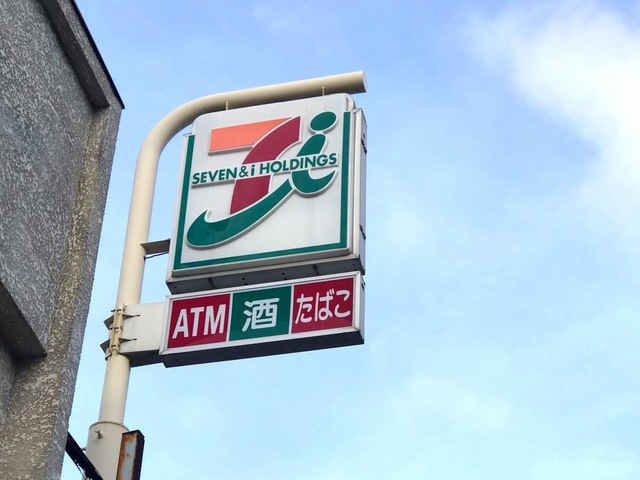 SEVEN & i HOLDINGS
ATM 酒 たばこ